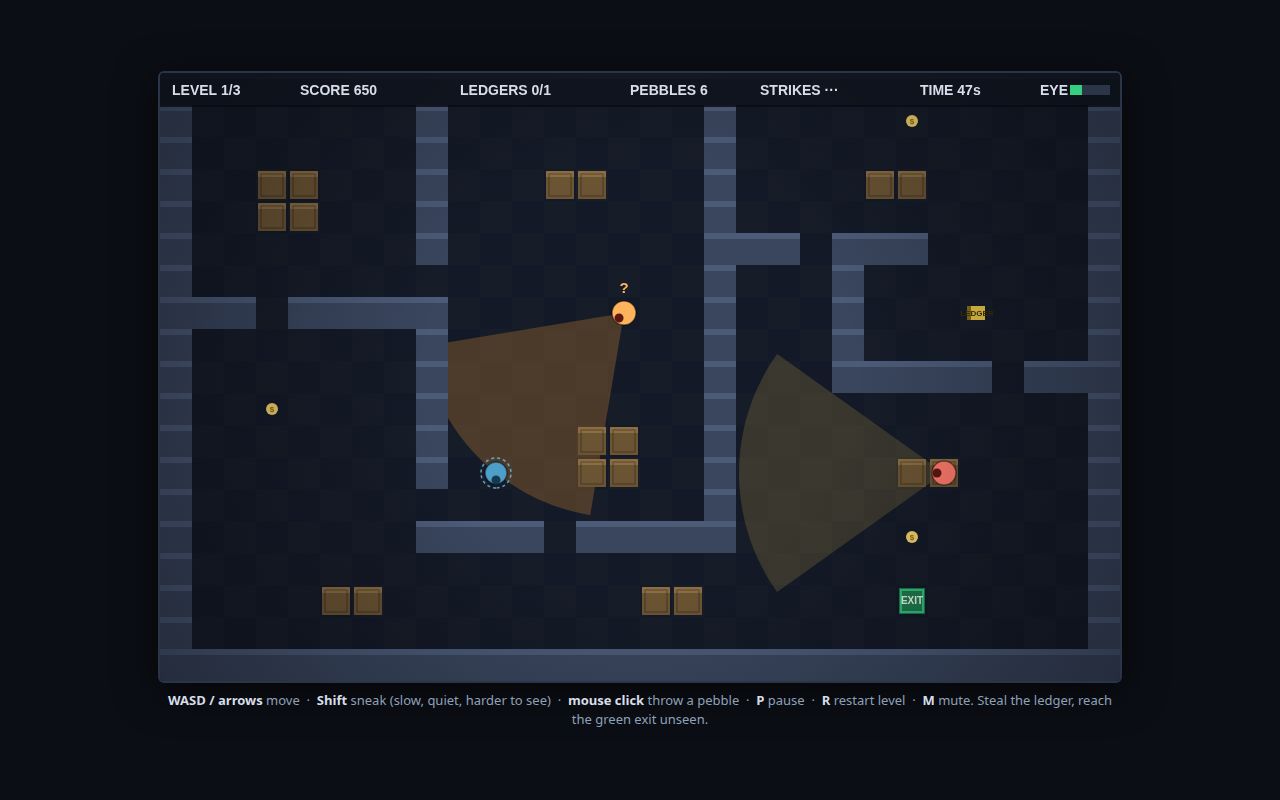 LEVEL 1/3 SCORE 650 LEDGERS 0/1 PEBBLES 6 STRIKES ··· TIME 47s EYE
S
?
LEDGER
S
S
EXIT
WASD / arrows move · Shift sneak (slow, quiet, harder to see) · mouse click throw a pebble · P pause · R restart level · M mute. Steal the ledger, reach
the green exit unseen.